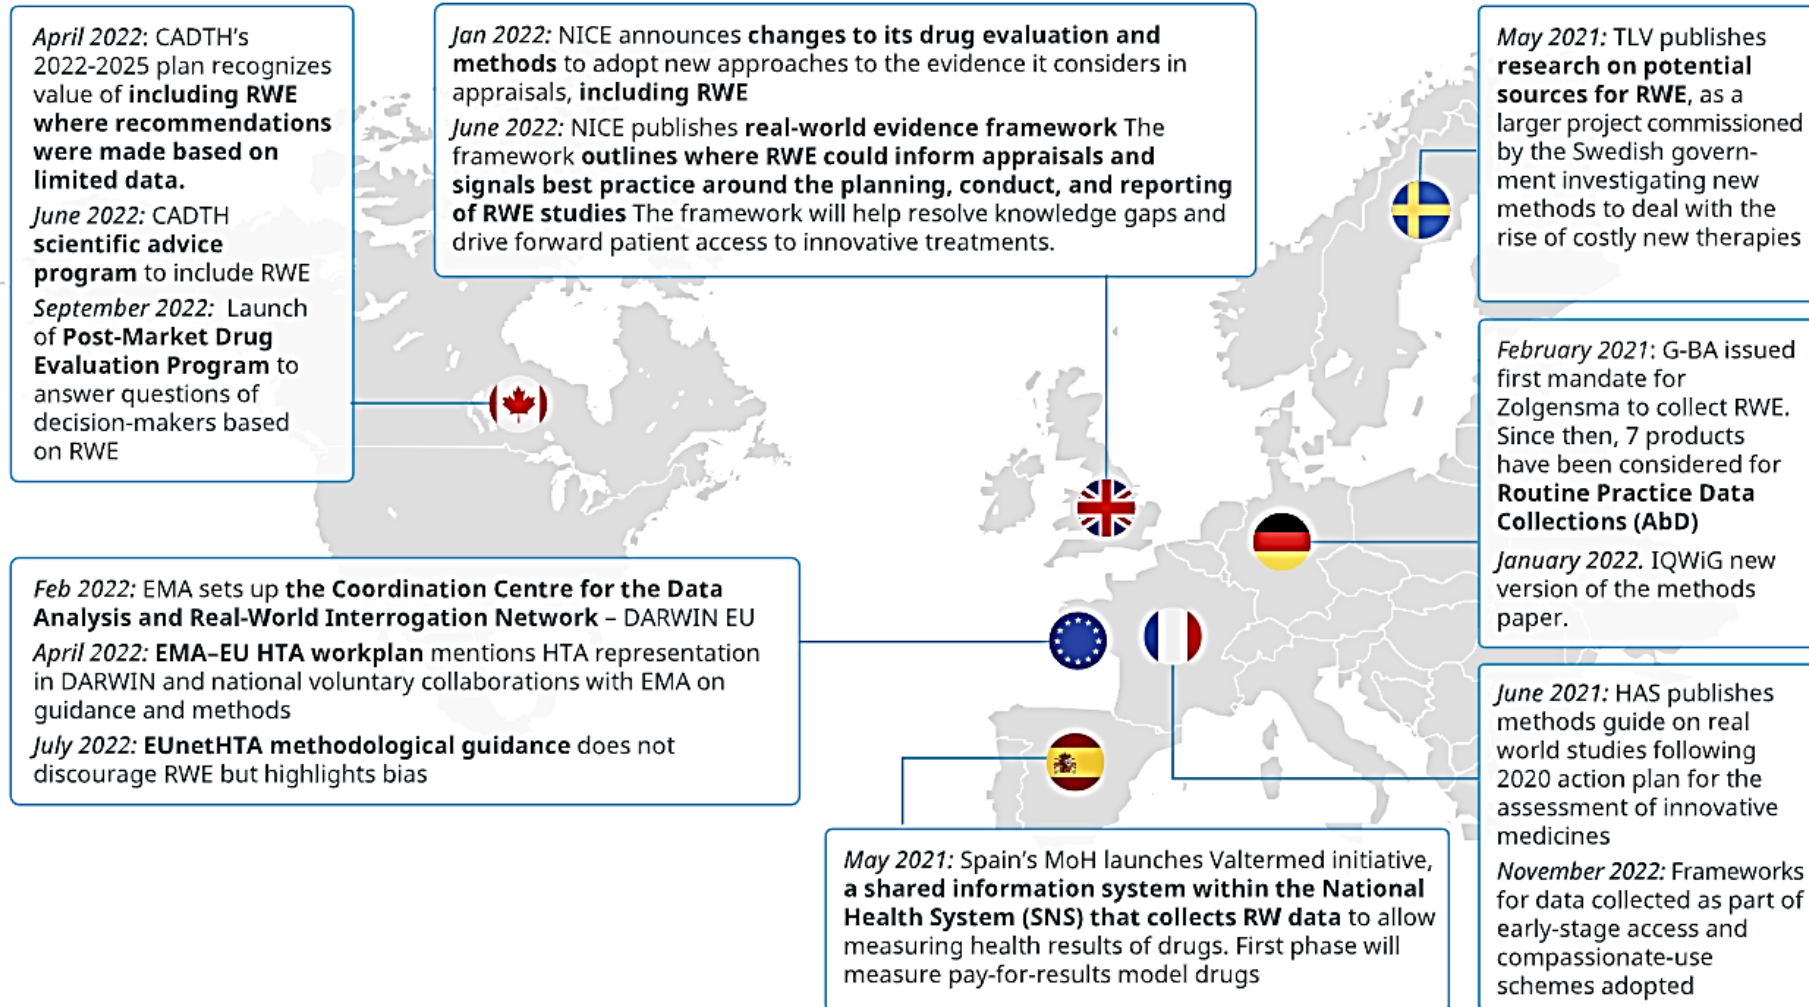 April 2022: CADTH's
2022-2025 plan recognizes
value of including RWE
where recommendations
were made based on
limited data.
June 2022: CADTH
scientific advice
program to include RWE
September 2022: Launch
of Post-Market Drug
Evaluation Program to
answer questions of
decision-makers based
on RWE
Jan 2022: NICE announces changes to its drug evaluation and
methods to adopt new approaches to the evidence it considers in
appraisals, including RWE
June 2022: NICE publishes real-world evidence framework The
framework outlines where RWE could inform appraisals and
signals best practice around the planning, conduct, and reporting
of RWE studies The framework will help resolve knowledge gaps and
drive forward patient access to innovative treatments.
May 2021: TLV publishes
research on potential
sources for RWE, as a
larger project commissioned
by the Swedish govern-
ment investigating new
methods to deal with the
rise of costly new therapies
February 2021: G-BA issued
first mandate for
Zolgensma to collect RWE.
Since then, 7 products
have been considered for
Routine Practice Data
Collections (AbD)
January 2022. IQWiG new
version of the methods
paper.
Feb 2022: EMA sets up the Coordination Centre for the Data
Analysis and Real-World Interrogation Network – DARWIN EU
April 2022: EMA–EU HTA workplan mentions HTA representation
in DARWIN and national voluntary collaborations with EMA on
guidance and methods
July 2022: EUnetHTA methodological guidance does not
discourage RWE but highlights bias
June 2021: HAS publishes
methods guide on real
world studies following
2020 action plan for the
assessment of innovative
medicines
November 2022: Frameworks
for data collected as part of
early-stage access and
compassionate-use
schemes adopted
May 2021: Spain's MoH launches Valtermed initiative,
a shared information system within the National
Health System (SNS) that collects RW data to allow
measuring health results of drugs. First phase will
measure pay-for-results model drugs